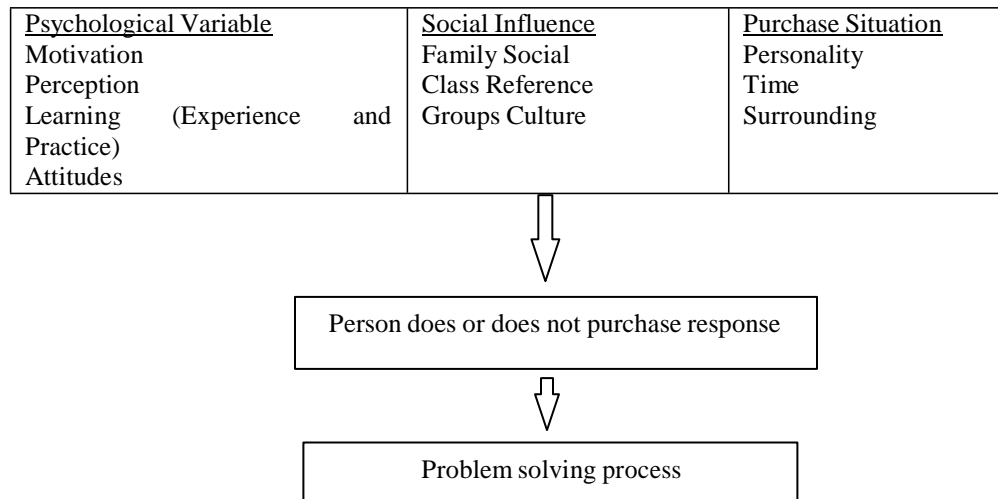 Psychological Variable
Motivation
Perception
Learning (Experience and
Practice)
Attitudes
Social Influence
Family Social
Class Reference
Groups Culture
Purchase Situation
Personality
Time
Surrounding
Person does or does not purchase response
Problem solving process